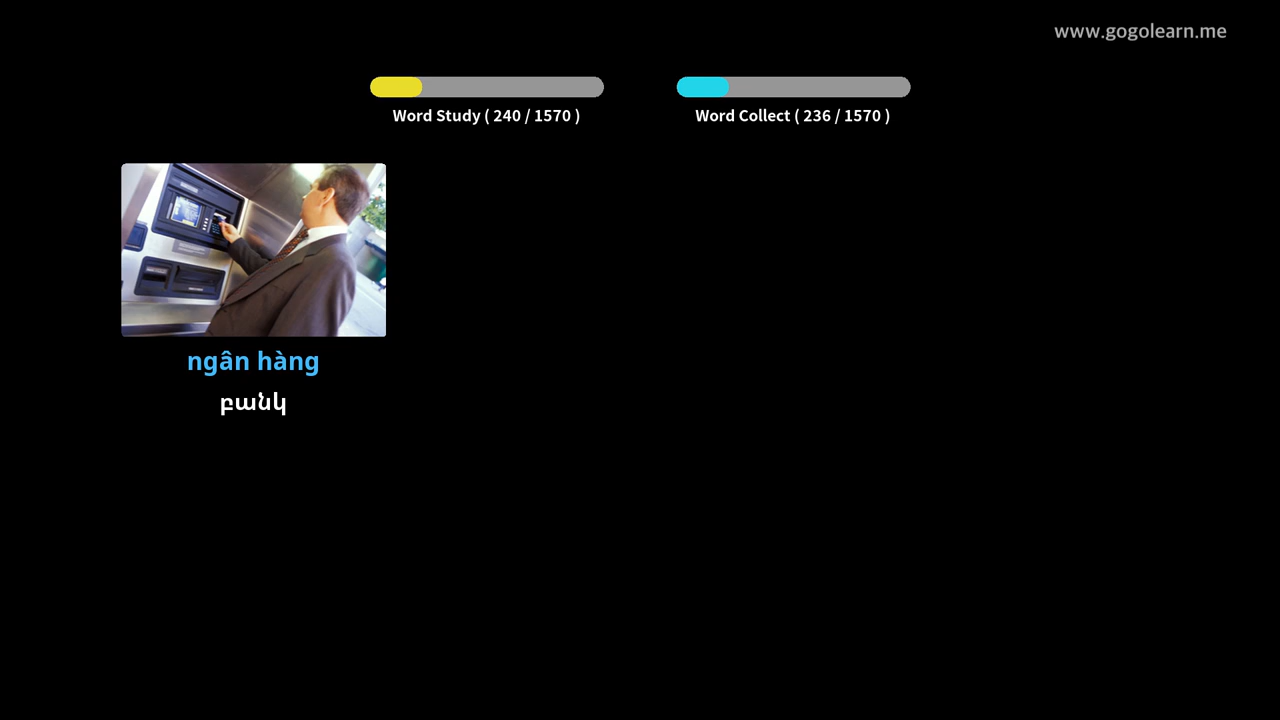 www.gogolearn.me
Word Study ( 240 / 1570 )
Word Collect ( 236 / 1570 )
ngân hàng
բանկ